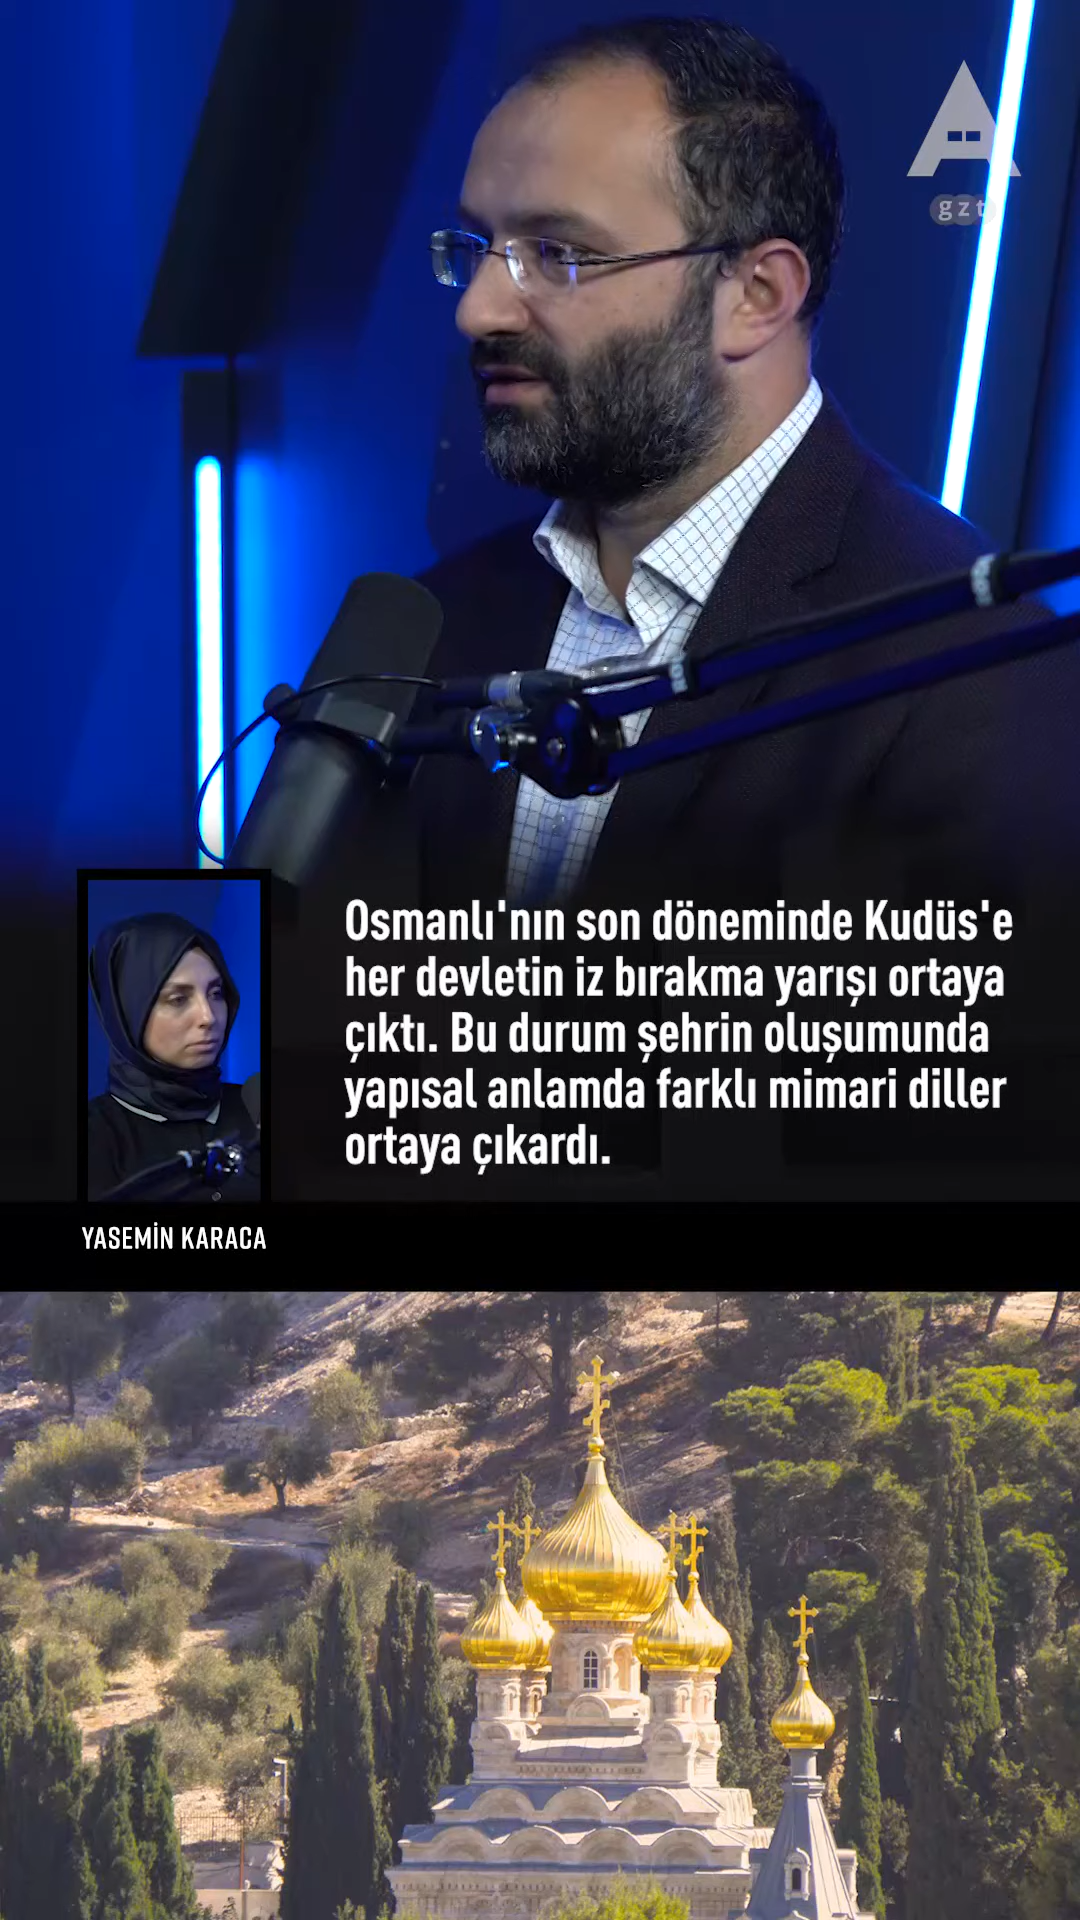 gzt
Osmanlı'nın son döneminde Kudüs'e
her devletin iz bırakma yarışı ortaya
çıktı. Bu durum şehrin oluşumunda
yapısal anlamda farklı mimari diller
ortaya çıkardı.
YASEMİN KARACA